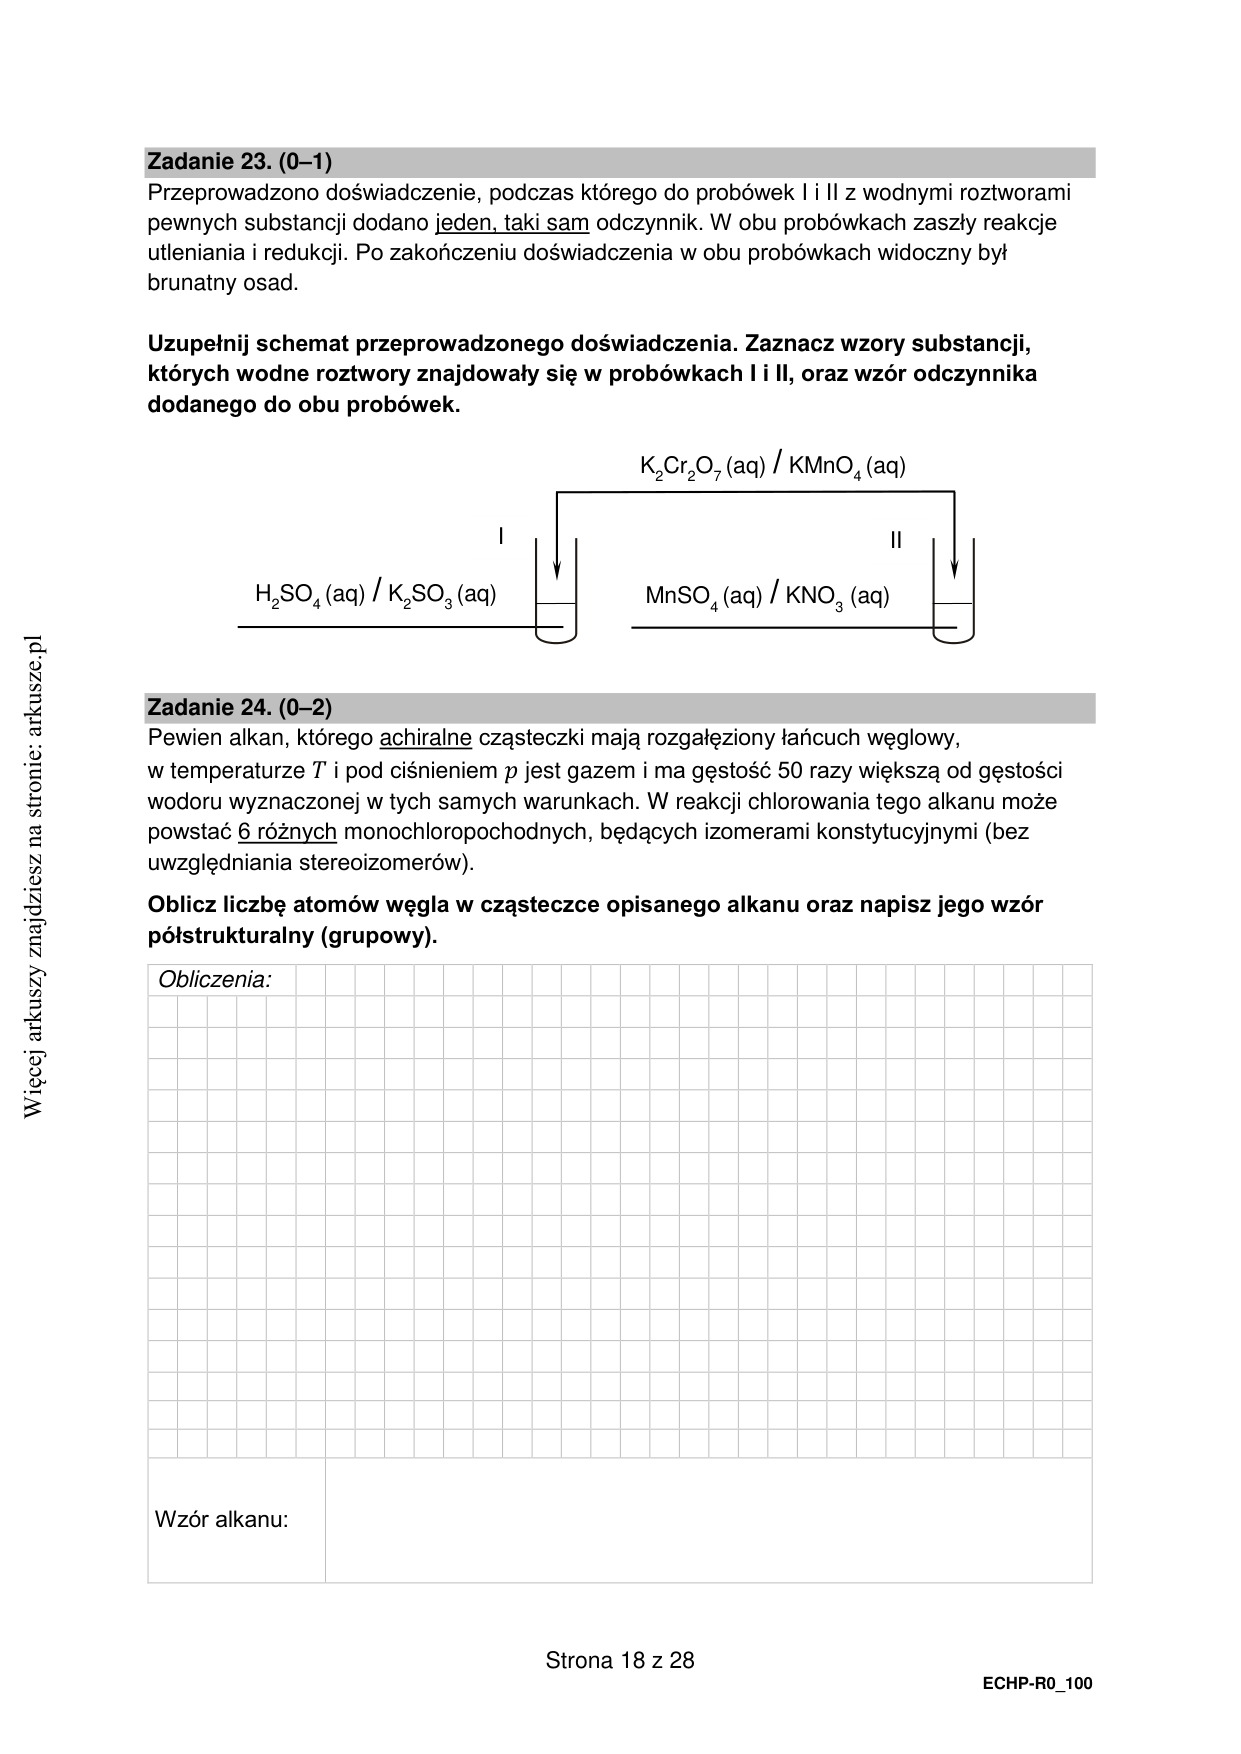 Zadanie 23. (0–1)
Przeprowadzono doświadczenie, podczas którego do probówek I i II z wodnymi roztworami
pewnych substancji dodano jeden, taki sam odczynnik. W obu probówkach zaszły reakcje
utleniania i redukcji. Po zakończeniu doświadczenia w obu probówkach widoczny był
brunatny osad.
Uzupełnij schemat przeprowadzonego doświadczenia. Zaznacz wzory substancji,
których wodne roztwory znajdowały się w probówkach I i II, oraz wzór odczynnika
dodanego do obu probówek.
K₂Cr₂O₇ (aq) / KMnO₄ (aq)
I
II
H₂SO₄ (aq) / K₂SO₃ (aq)
MnSO₄ (aq) / KNO₃ (aq)
Zadanie 24. (0–2)
Pewien alkan, którego achiralne cząsteczki mają rozgałęziony łańcuch węglowy,
w temperaturze T i pod ciśnieniem p jest gazem i ma gęstość 50 razy większą od gęstości
wodoru wyznaczonej w tych samych warunkach. W reakcji chlorowania tego alkanu może
powstać 6 różnych monochloropochodnych, będących izomerami konstytucyjnymi (bez
uwzględniania stereoizomerów).
Oblicz liczbę atomów węgla w cząsteczce opisanego alkanu oraz napisz jego wzór
półstrukturalny (grupowy).
Obliczenia:
Wzór alkanu:
Strona 18 z 28
ECHP-R0_100
Więcej arkuszy znajdziesz na stronie: arkusze.pl